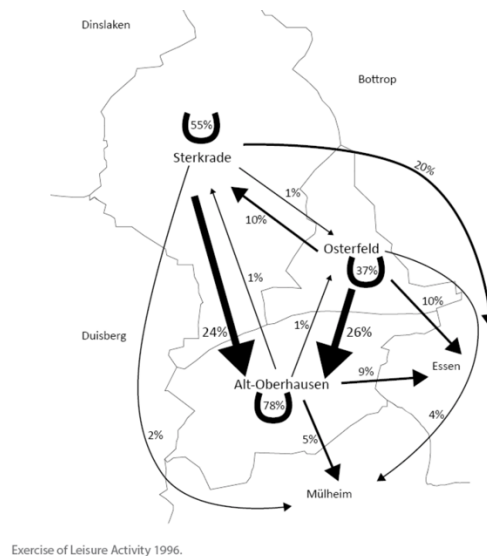 Dinslaken
Bottrop
55%
Sterkrade
20%
1%
10%
Osterfeld
37%
1%
10%
Duisberg
24%
1%
26%
Essen
Alt-Oberhausen
9%
78%
4%
2%
5%
Mülheim
Exercise of Leisure Activity 1996.